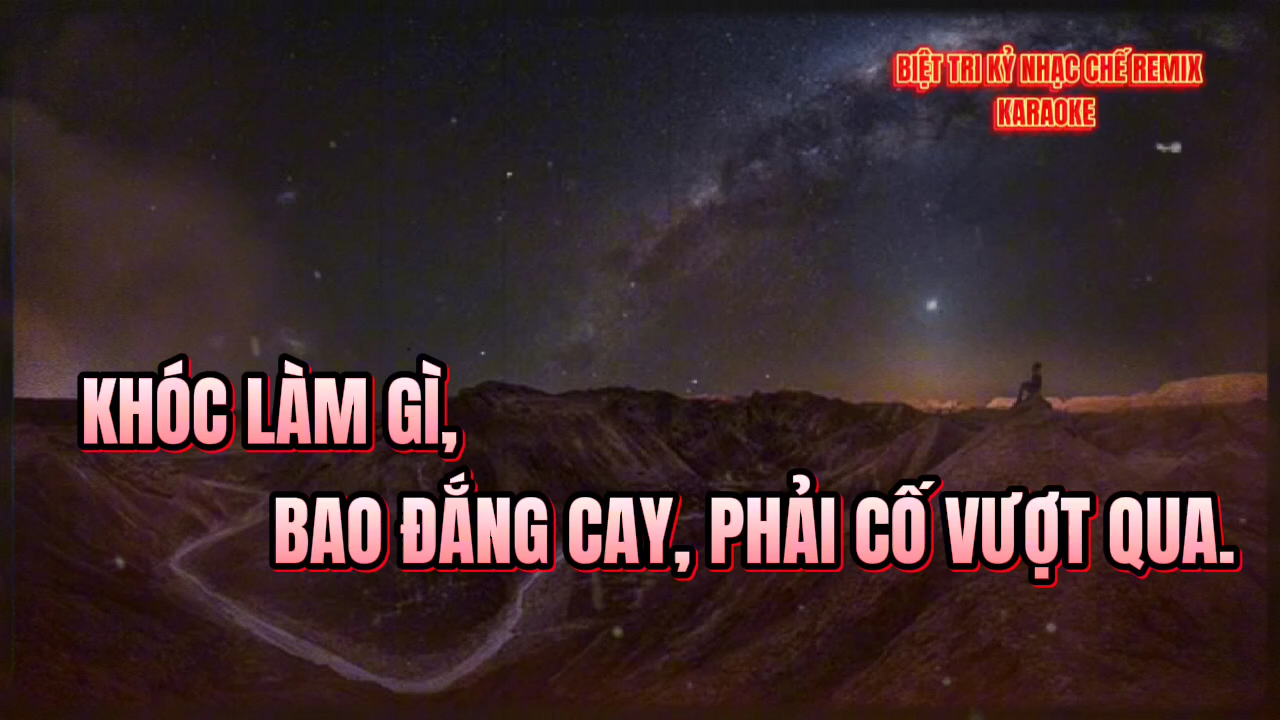 BIỆT TRI KỶ NHẠC CHẾ REMIX
KARAOKE
KHÓC LÀM GÌ,
BAO ĐẮNG CAY, PHẢI CỐ VƯỢT QUA.